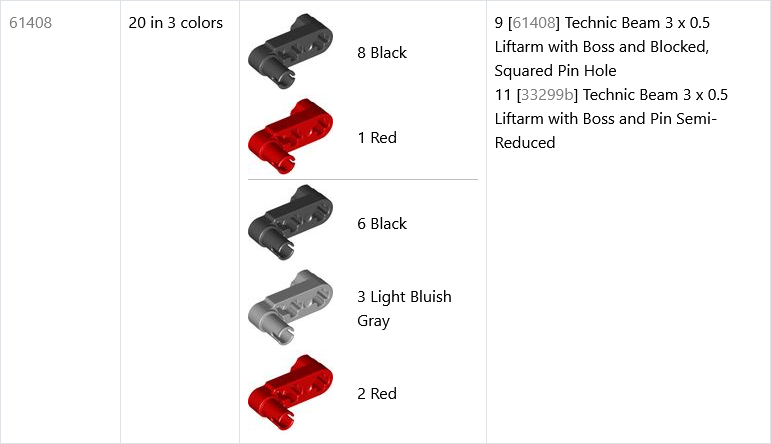 61408
20 in 3 colors
8 Black
1 Red
6 Black
3 Light Bluish
Gray
2 Red
9 [61408] Technic Beam 3 x 0.5
Liftarm with Boss and Blocked,
Squared Pin Hole
11 [33299b] Technic Beam 3 x 0.5
Liftarm with Boss and Pin Semi-
Reduced